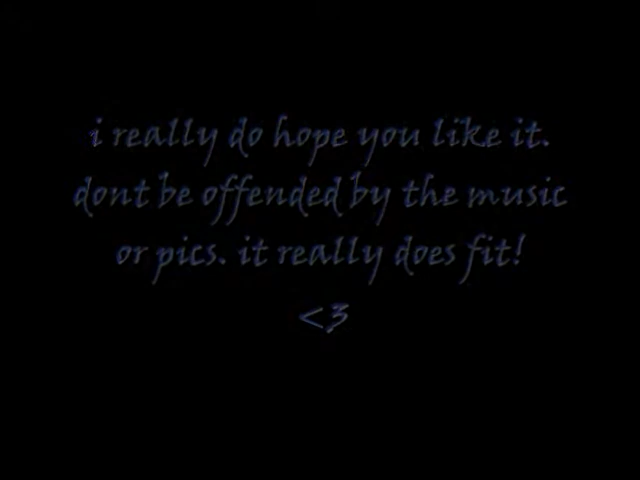 i really do hope you like it.
dont be offended by the music
or pics. it really does fit!
<3